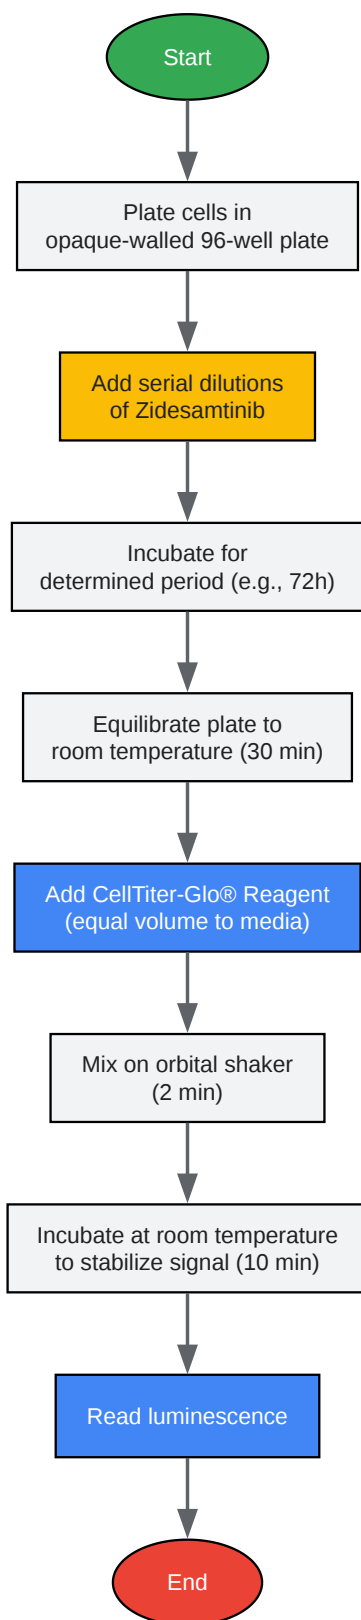 Start
Plate cells in
opaque-walled 96-well plate
Add serial dilutions
of Zidesamtinib
Incubate for
determined period (e.g., 72h)
Equilibrate plate to
room temperature (30 min)
Add CellTiter-Glo® Reagent
(equal volume to media)
Mix on orbital shaker
(2 min)
Incubate at room temperature
to stabilize signal (10 min)
Read luminescence
End